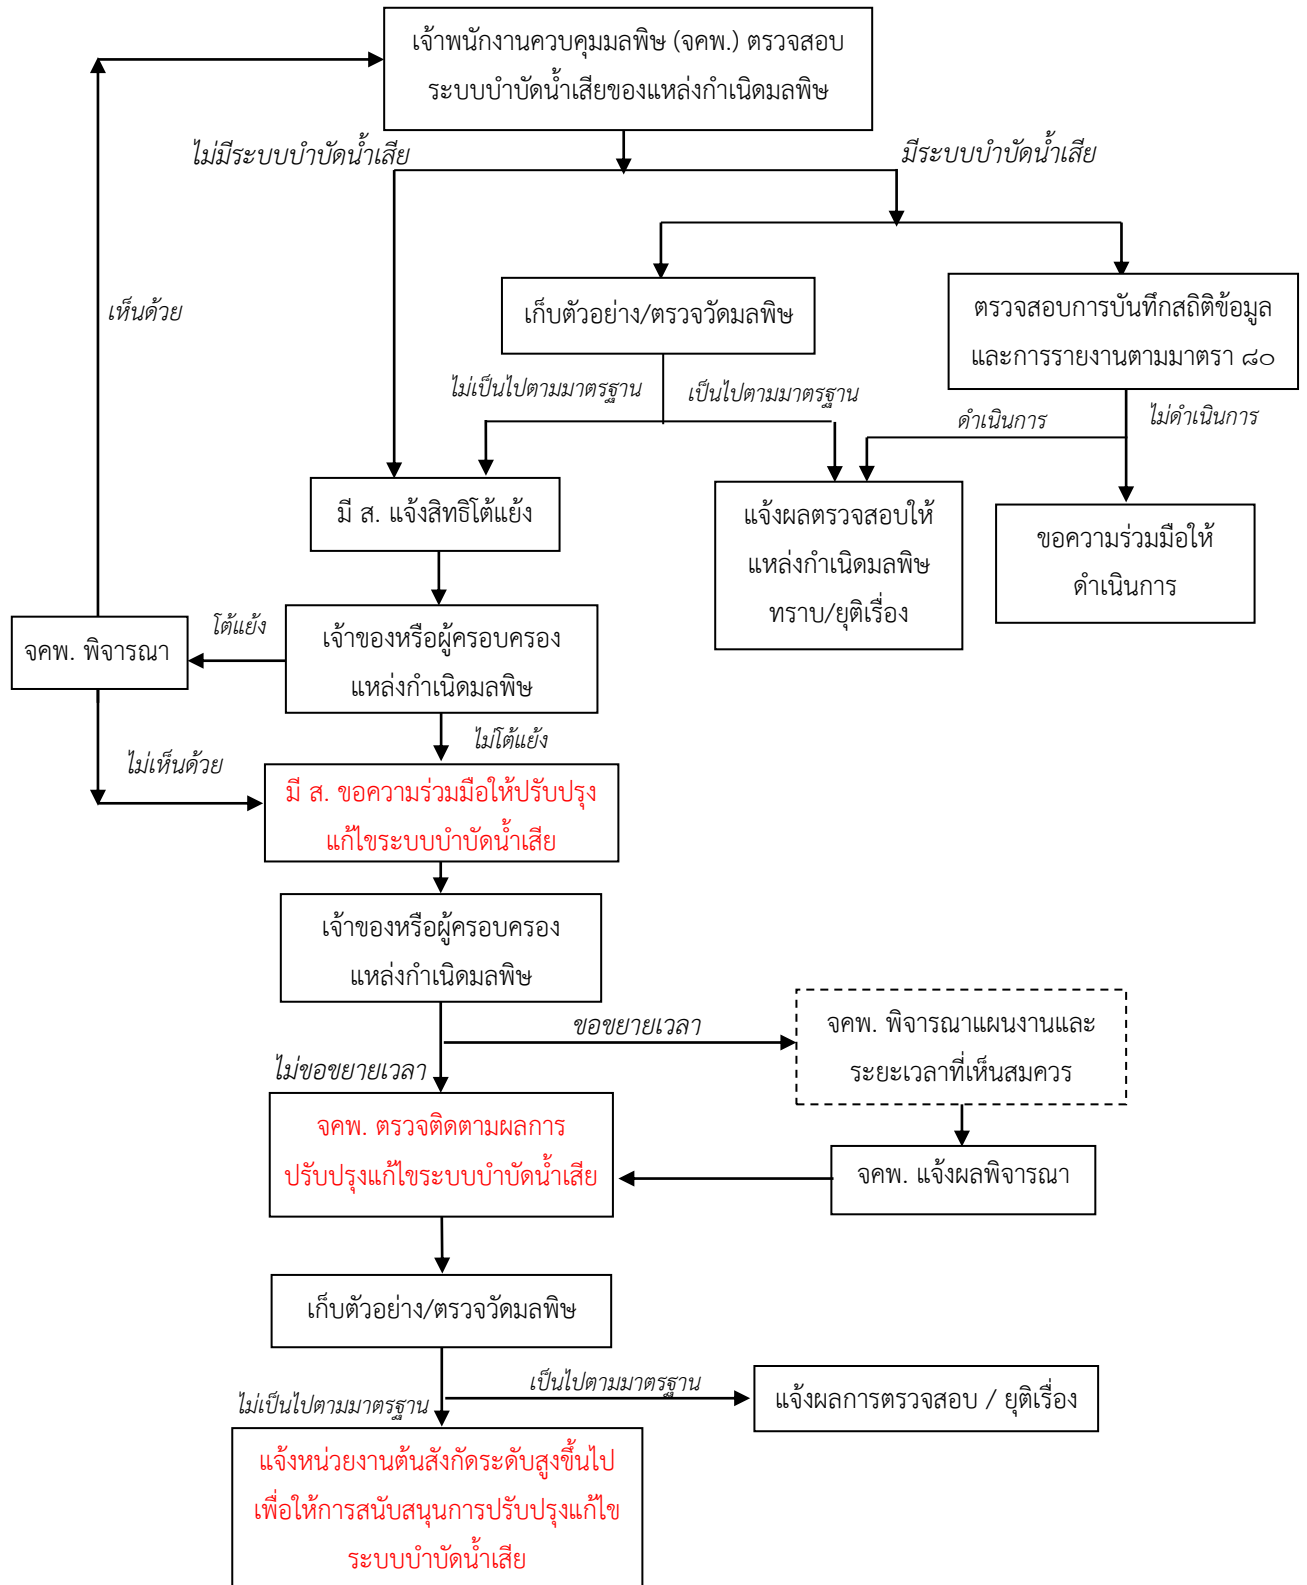 เจ้าพนักงานควบคุมมลพิษ (จคพ.) ตรวจสอบ
ระบบบำบัดน้ำเสียของแหล่งกำเนิดมลพิษ
ไม่มีระบบบำบัดน้ำเสีย
มีระบบบำบัดน้ำเสีย
เห็นด้วย
เก็บตัวอย่าง/ตรวจวัดมลพิษ
ตรวจสอบการบันทึกสถิติข้อมูล
และการรายงานตามมาตรา ๘๐
ไม่เป็นไปตามมาตรฐาน
เป็นไปตามมาตรฐาน
ดำเนินการ
ไม่ดำเนินการ
มี ส. แจ้งสิทธิโต้แย้ง
แจ้งผลตรวจสอบให้
แหล่งกำเนิดมลพิษ
ทราบ/ยุติเรื่อง
ขอความร่วมมือให้
ดำเนินการ
จคพ. พิจารณา
โต้แย้ง
เจ้าของหรือผู้ครอบครอง
แหล่งกำเนิดมลพิษ
ไม่โต้แย้ง
ไม่เห็นด้วย
มี ส. ขอความร่วมมือให้ปรับปรุง
แก้ไขระบบบำบัดน้ำเสีย
เจ้าของหรือผู้ครอบครอง
แหล่งกำเนิดมลพิษ
ขอขยายเวลา
จคพ. พิจารณาแผนงานและ
ระยะเวลาที่เห็นสมควร
ไม่ขอขยายเวลา
จคพ. ตรวจติดตามผลการ
ปรับปรุงแก้ไขระบบบำบัดน้ำเสีย
จคพ. แจ้งผลพิจารณา
เก็บตัวอย่าง/ตรวจวัดมลพิษ
เป็นไปตามมาตรฐาน
ไม่เป็นไปตามมาตรฐาน
แจ้งผลการตรวจสอบ / ยุติเรื่อง
แจ้งหน่วยงานต้นสังกัดระดับสูงขึ้นไป
เพื่อให้การสนับสนุนการปรับปรุงแก้ไข
ระบบบำบัดน้ำเสีย